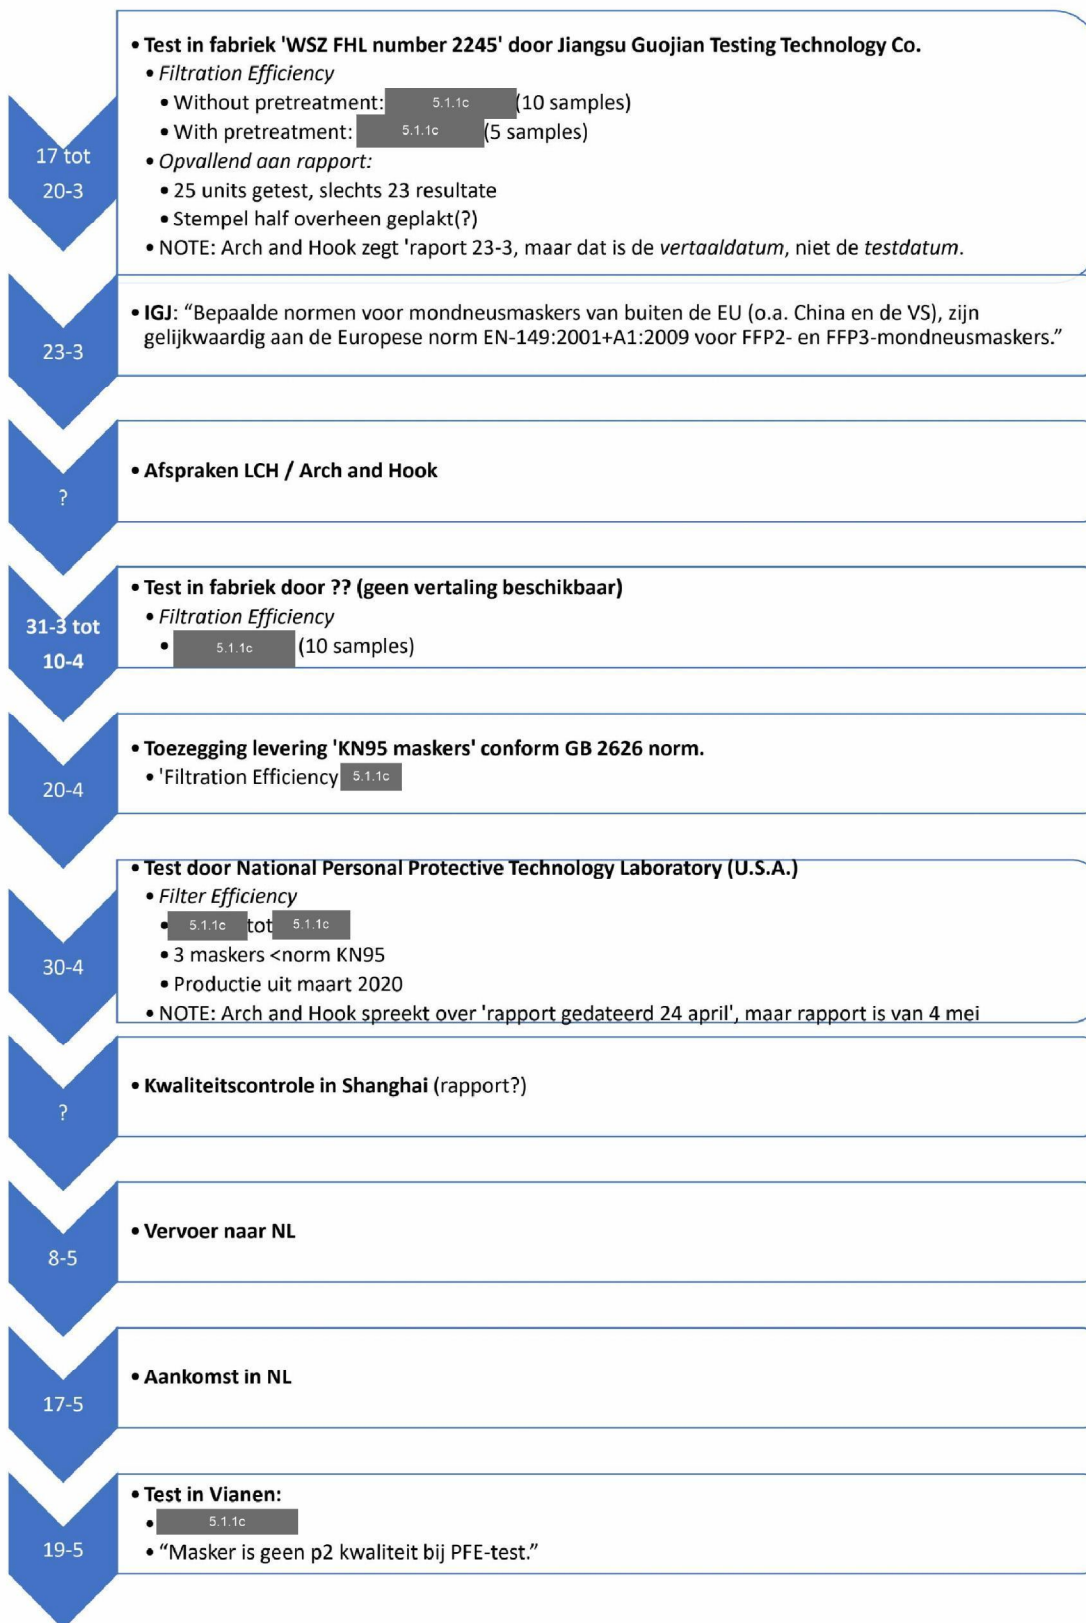 17 tot
20-3
• Test in fabriek 'WSZ FHL number 2245' door Jiangsu Guojian Testing Technology Co.
• Filtration Efficiency
• Without pretreatment: 5.1.1c (10 samples)
• With pretreatment: 5.1.1c (5 samples)
• Opvallend aan rapport:
• 25 units getest, slechts 23 resultate
• Stempel half overheen geplakt(?)
• NOTE: Arch and Hook zegt 'raport 23-3, maar dat is de vertaaldatum, niet de testdatum.
23-3
• IGJ: “Bepaalde normen voor mondneusmaskers van buiten de EU (o.a. China en de VS), zijn
gelijkwaardig aan de Europese norm EN-149:2001+A1:2009 voor FFP2- en FFP3-mondneusmaskers.”
?
• Afspraken LCH / Arch and Hook
31-3 tot
10-4
• Test in fabriek door ?? (geen vertaling beschikbaar)
• Filtration Efficiency
• 5.1.1c (10 samples)
20-4
• Toezegging levering 'KN95 maskers' conform GB 2626 norm.
• 'Filtration Efficiency 5.1.1c
30-4
• Test door National Personal Protective Technology Laboratory (U.S.A.)
• Filter Efficiency
• 5.1.1c tot 5.1.1c
• 3 maskers <norm KN95
• Productie uit maart 2020
• NOTE: Arch and Hook spreekt over 'rapport gedateerd 24 april', maar rapport is van 4 mei
?
• Kwaliteitscontrole in Shanghai (rapport?)
8-5
• Vervoer naar NL
17-5
• Aankomst in NL
19-5
• Test in Vianen:
• 5.1.1c
• “Masker is geen p2 kwaliteit bij PFE-test.”